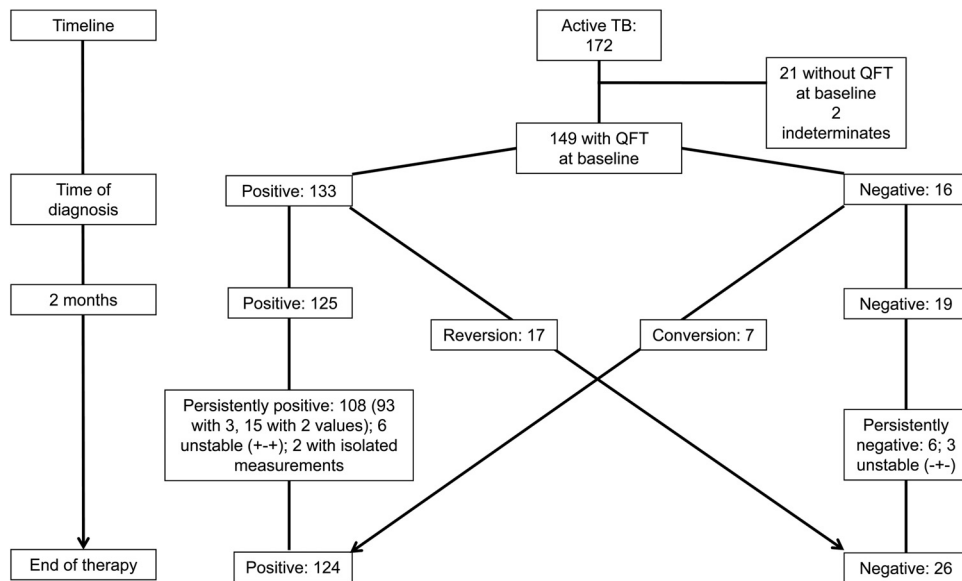 Timeline
Active TB:
172
21 without QFT
at baseline
2
indeterminates
149 with QFT
at baseline
Time of
diagnosis
Positive: 133
Negative: 16
2 months
Positive: 125
Negative: 19
Reversion: 17
Conversion: 7
Persistently positive: 108 (93
with 3, 15 with 2 values); 6
unstable (+-+); 2 with isolated
measurements
Persistently
negative: 6; 3
unstable (-+-)
End of therapy
Positive: 124
Negative: 26